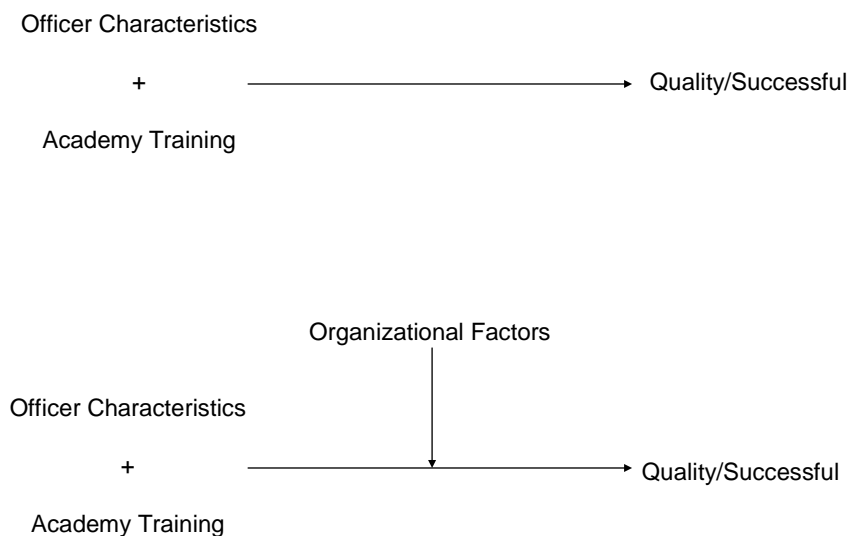 Officer Characteristics
+
Quality/Successful
Academy Training
Organizational Factors
Officer Characteristics
+
Quality/Successful
Academy Training